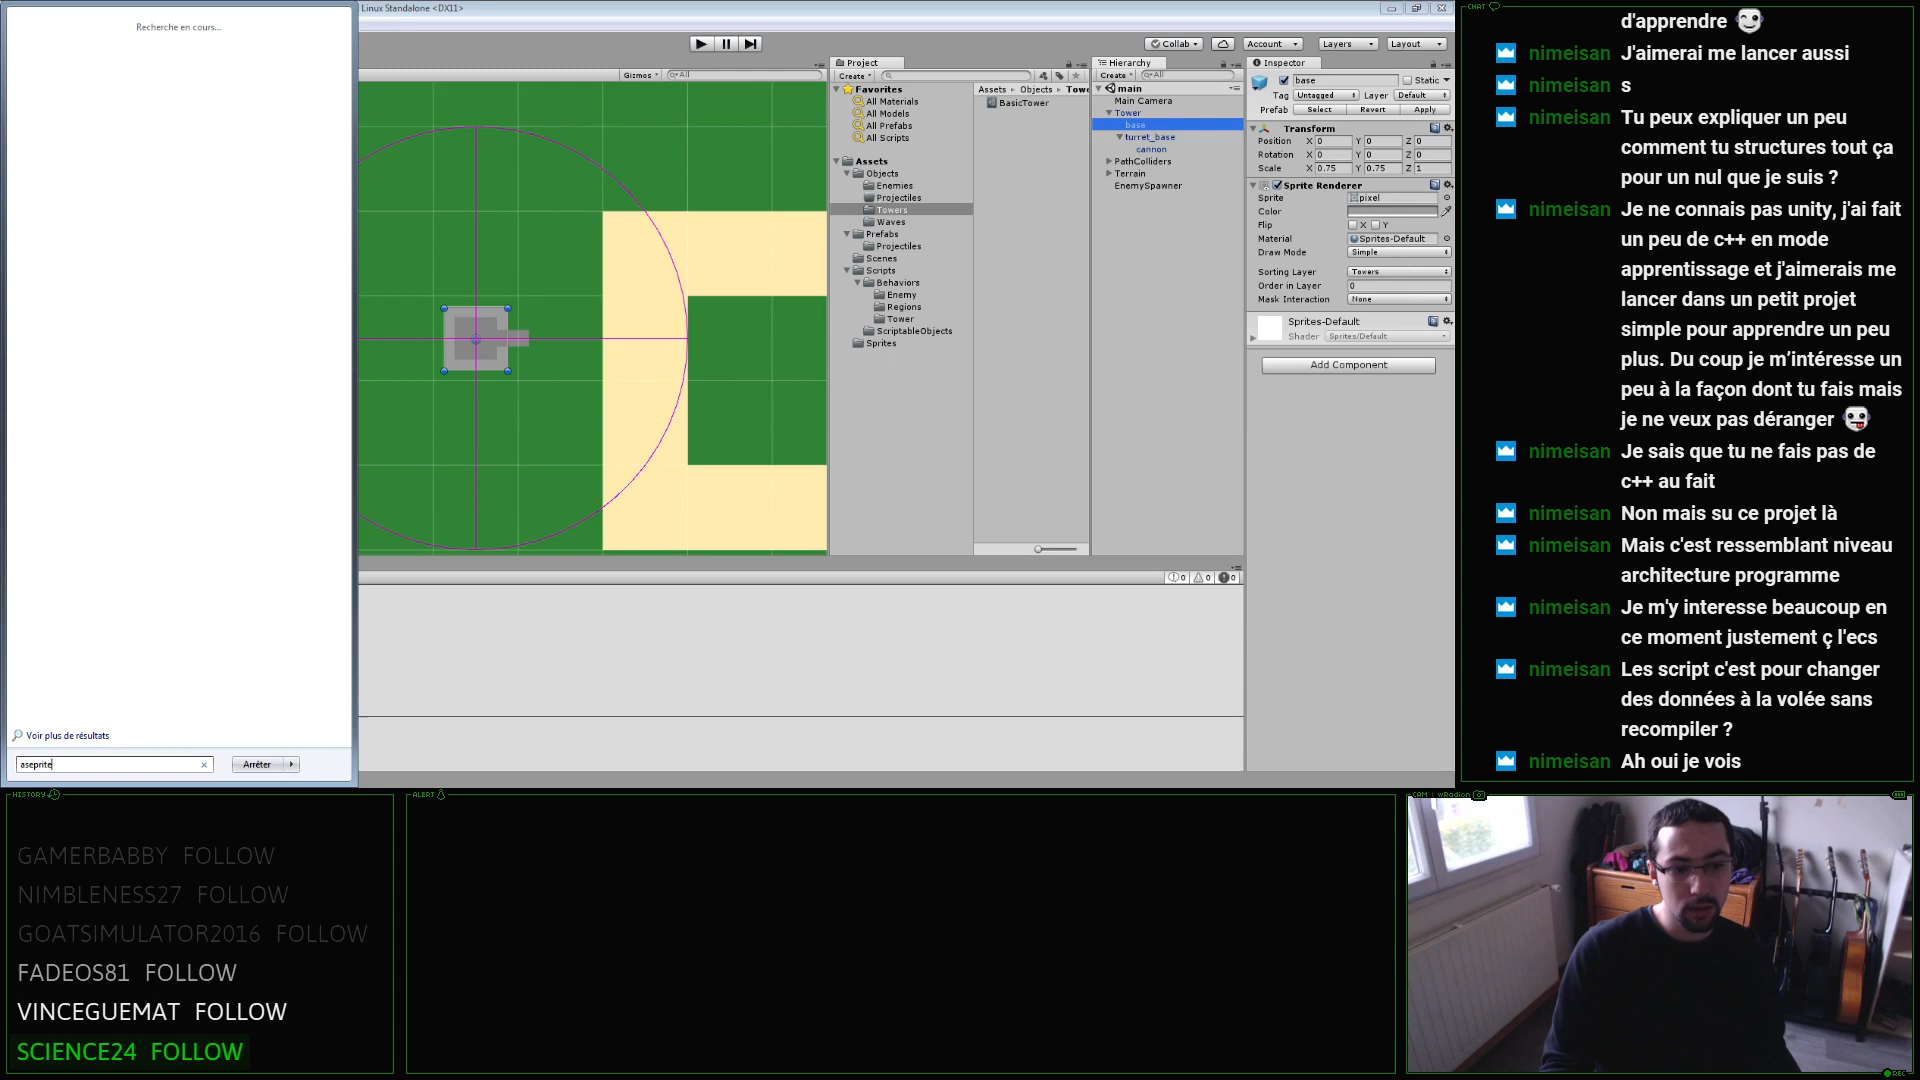 Recherche en cours...
Voir plus de résultats
aseprite
Arrêter
Linux Standalone <DX11>
Collab
Account
Layers
Layout
Gizmos
All
Project
Create
Favorites
All Materials
All Models
All Prefabs
All Scripts
Assets
Objects
Enemies
Projectiles
Towers
Waves
Prefabs
Projectiles
Scenes
Scripts
Behaviors
Enemy
Regions
Tower
ScriptableObjects
Sprites
Assets Objects Towe
BasicTower
Hierarchy
Create
All
main
Main Camera
Tower
base
turret_base
cannon
PathColliders
Terrain
EnemySpawner
0 0 0
Inspector
base
Static
Tag Untagged Layer Default
Prefab Select Revert Apply
Transform
Position X 0 Y 0 Z 0
Rotation X 0 Y 0 Z 0
Scale X 0.75 Y 0.75 Z 1
Sprite Renderer
Sprite pixel
Color
Flip X Y
Material Sprites-Default
Draw Mode Simple
Sorting Layer Towers
Order in Layer 0
Mask Interaction None
Sprites-Default
Shader Sprites/Default
Add Component
CHAT
d'apprendre
nimeisan J'aimerai me lancer aussi
nimeisan s
nimeisan Tu peux expliquer un peu
comment tu structures tout ça
pour un nul que je suis ?
nimeisan Je ne connais pas unity, j'ai fait
un peu de c++ en mode
apprentissage et j'aimerais me
lancer dans un petit projet
simple pour apprendre un peu
plus. Du coup je m’intéresse un
peu à la façon dont tu fais mais
je ne veux pas déranger
nimeisan Je sais que tu ne fais pas de
c++ au fait
nimeisan Non mais su ce projet là
nimeisan Mais c'est ressemblant niveau
architecture programme
nimeisan Je m'y interesse beaucoup en
ce moment justement ç l'ecs
nimeisan Les script c'est pour changer
des données à la volée sans
recompiler ?
nimeisan Ah oui je vois
HISTORY
GAMERBABBY FOLLOW
NIMBLENESS27 FOLLOW
GOATSIMULATOR2016 FOLLOW
FADEOS81 FOLLOW
VINCEGUEMAT FOLLOW
SCIENCE24 FOLLOW
ALERT
CAM : wRadion
REC